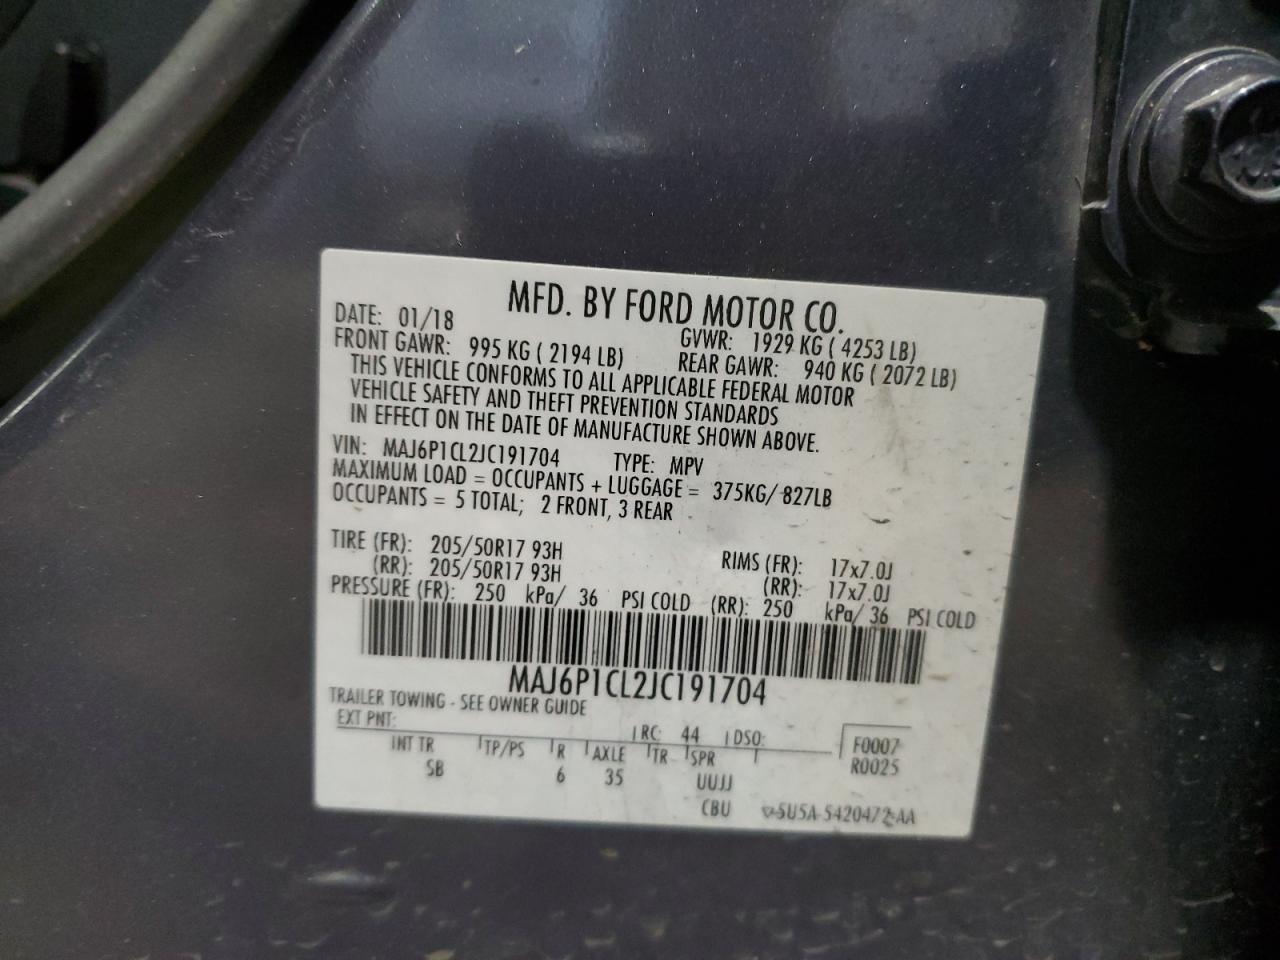 MFD. BY FORD MOTOR CO.
DATE: 01/18 GVWR: 1929 KG ( 4253 LB)
FRONT GAWR: 995 KG ( 2194 LB) REAR GAWR: 940 KG ( 2072 LB)
THIS VEHICLE CONFORMS TO ALL APPLICABLE FEDERAL MOTOR
VEHICLE SAFETY AND THEFT PREVENTION STANDARDS
IN EFFECT ON THE DATE OF MANUFACTURE SHOWN ABOVE.
VIN: MAJ6P1CL2JC191704 TYPE: MPV
MAXIMUM LOAD = OCCUPANTS + LUGGAGE = 375KG/ 827LB
OCCUPANTS = 5 TOTAL; 2 FRONT, 3 REAR
TIRE (FR): 205/50R17 93H RIMS (FR): 17x7.0J
(RR): 205/50R17 93H (RR): 17x7.0J
PRESSURE (FR): 250 kPa/ 36 PSI COLD (RR): 250 kPa/ 36 PSI COLD
MAJ6P1CL2JC191704
TRAILER TOWING - SEE OWNER GUIDE
EXT PNT: RC: 44 DSO: F0007
INT TR TP/PS R AXLE TR SPR R0025
SB 6 35 UUJJ
CBU 5U5A-5420472-AA